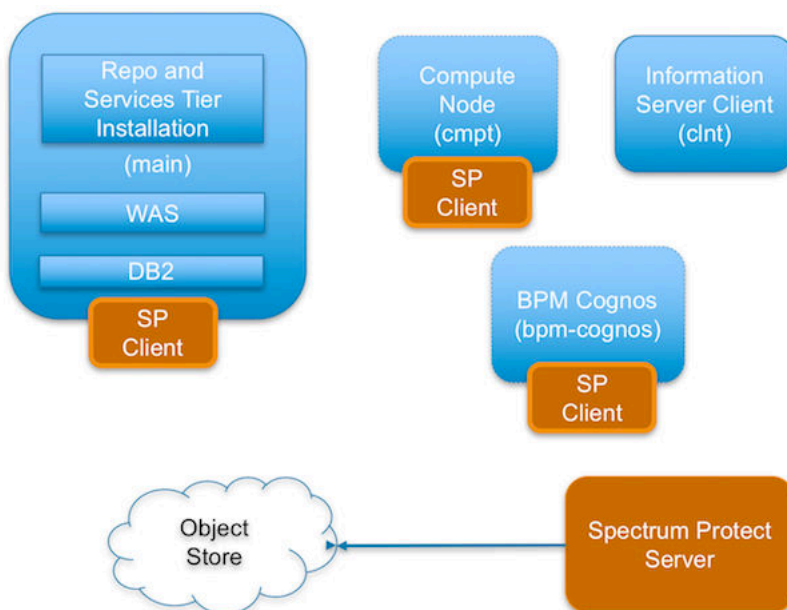 Repo and
Services Tier
Installation
(main)
WAS
DB2
SP
Client
Compute
Node
(cmpt)
SP
Client
Information
Server Client
(clnt)
BPM Cognos
(bpm-cognos)
SP
Client
Object
Store
Spectrum Protect
Server